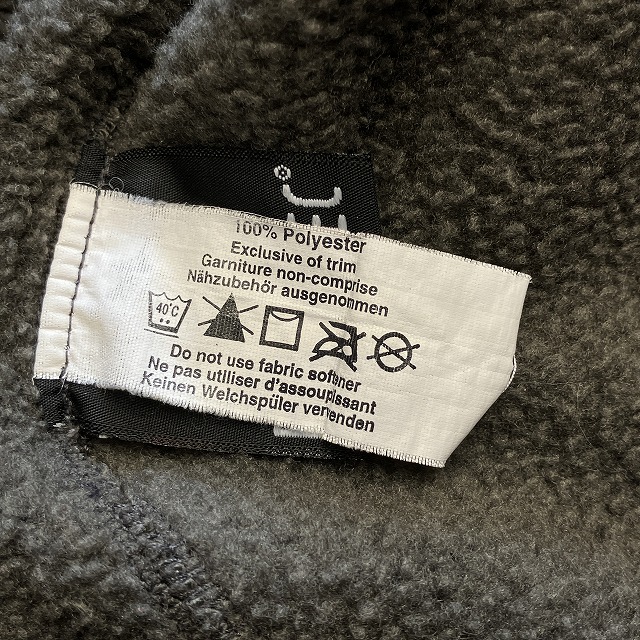 100% Polyester
Exclusive of trim
Garniture non-comprise
Nähzubehör ausgenommen
40°C
Do not use fabric softener
Ne pas utiliser d'assouplissant
Keinen Weichspüler verwenden